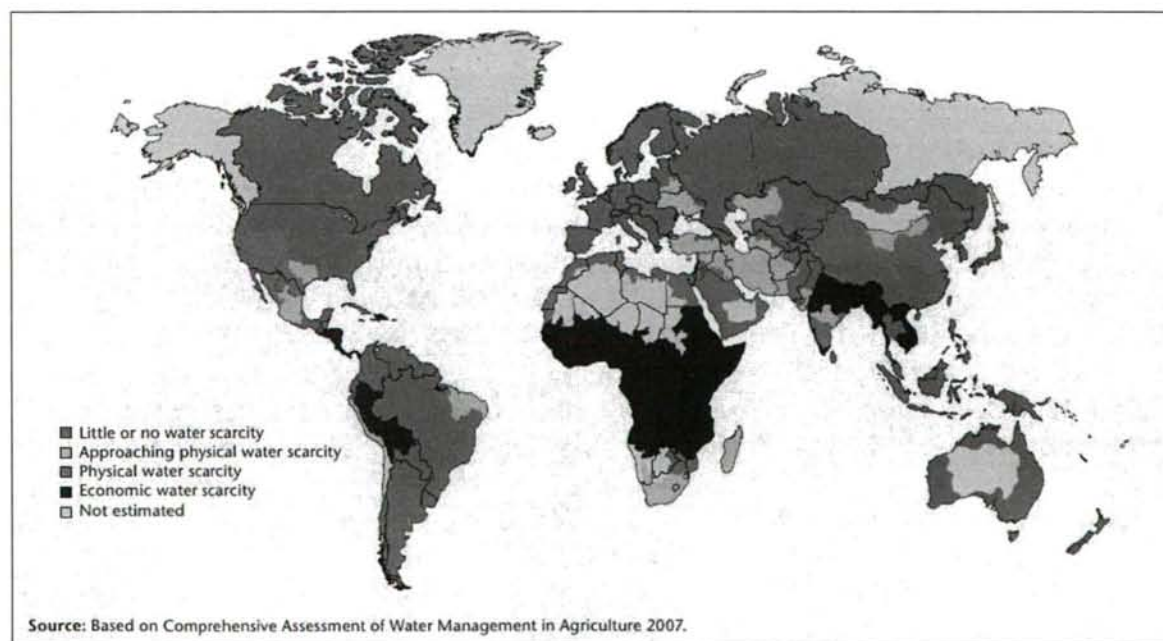 Little or no water scarcity
Approaching physical water scarcity
Physical water scarcity
Economic water scarcity
Not estimated
Source: Based on Comprehensive Assessment of Water Management in Agriculture 2007.